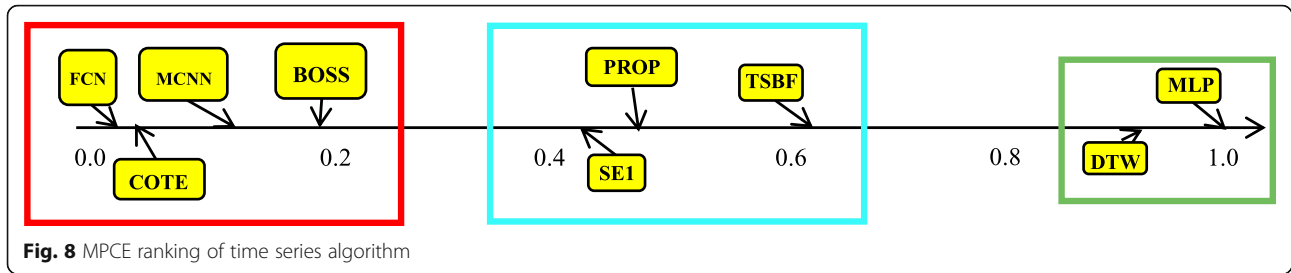 FCN MCNN BOSS PROP TSBF MLP
0.0 0.2 0.4 0.6 0.8 1.0
COTE SE1 DTW
Fig. 8 MPCE ranking of time series algorithm